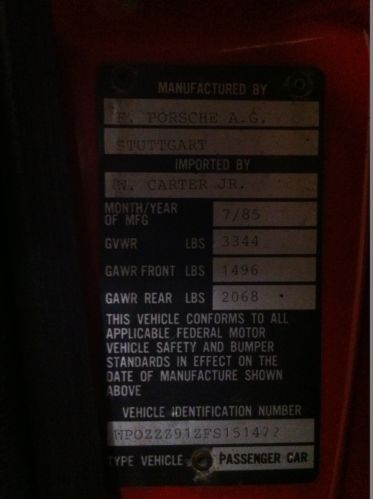 MANUFACTURED BY
F. PORSCHE A.G.
STUTTGART
IMPORTED BY
W. CARTER JR.
MONTH/YEAR OF MFG 7/85
GVWR LBS 3344
GAWR FRONT LBS 1496
GAWR REAR LBS 2068
THIS VEHICLE CONFORMS TO ALL
APPLICABLE FEDERAL MOTOR
VEHICLE SAFETY AND BUMPER
STANDARDS IN EFFECT ON THE
DATE OF MANUFACTURE SHOWN
ABOVE
VEHICLE IDENTIFICATION NUMBER
WPOZZZ91ZFS151472
TYPE VEHICLE PASSENGER CAR